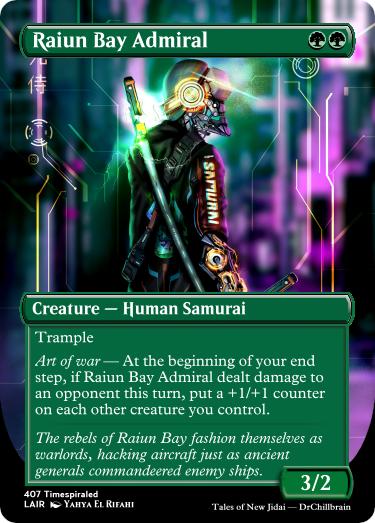 Raiun Bay Admiral
侍
SAMURAI
Creature — Human Samurai
Trample
Art of war — At the beginning of your end
step, if Raiun Bay Admiral dealt damage to
an opponent this turn, put a +1/+1 counter
on each other creature you control.
The rebels of Raiun Bay fashion themselves as
warlords, hacking aircraft just as ancient
generals commandeered enemy ships.
3/2
407 Timespiraled
LAIR Yahya El Rifahi
Tales of New Jidai — DrChillbrain